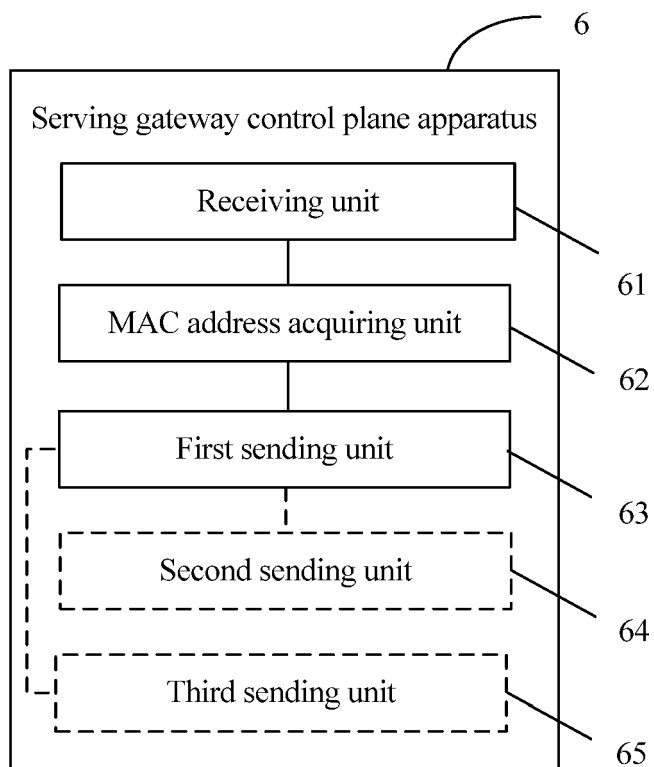 6
Serving gateway control plane apparatus
Receiving unit
61
MAC address acquiring unit
62
First sending unit
63
Second sending unit
64
Third sending unit
65